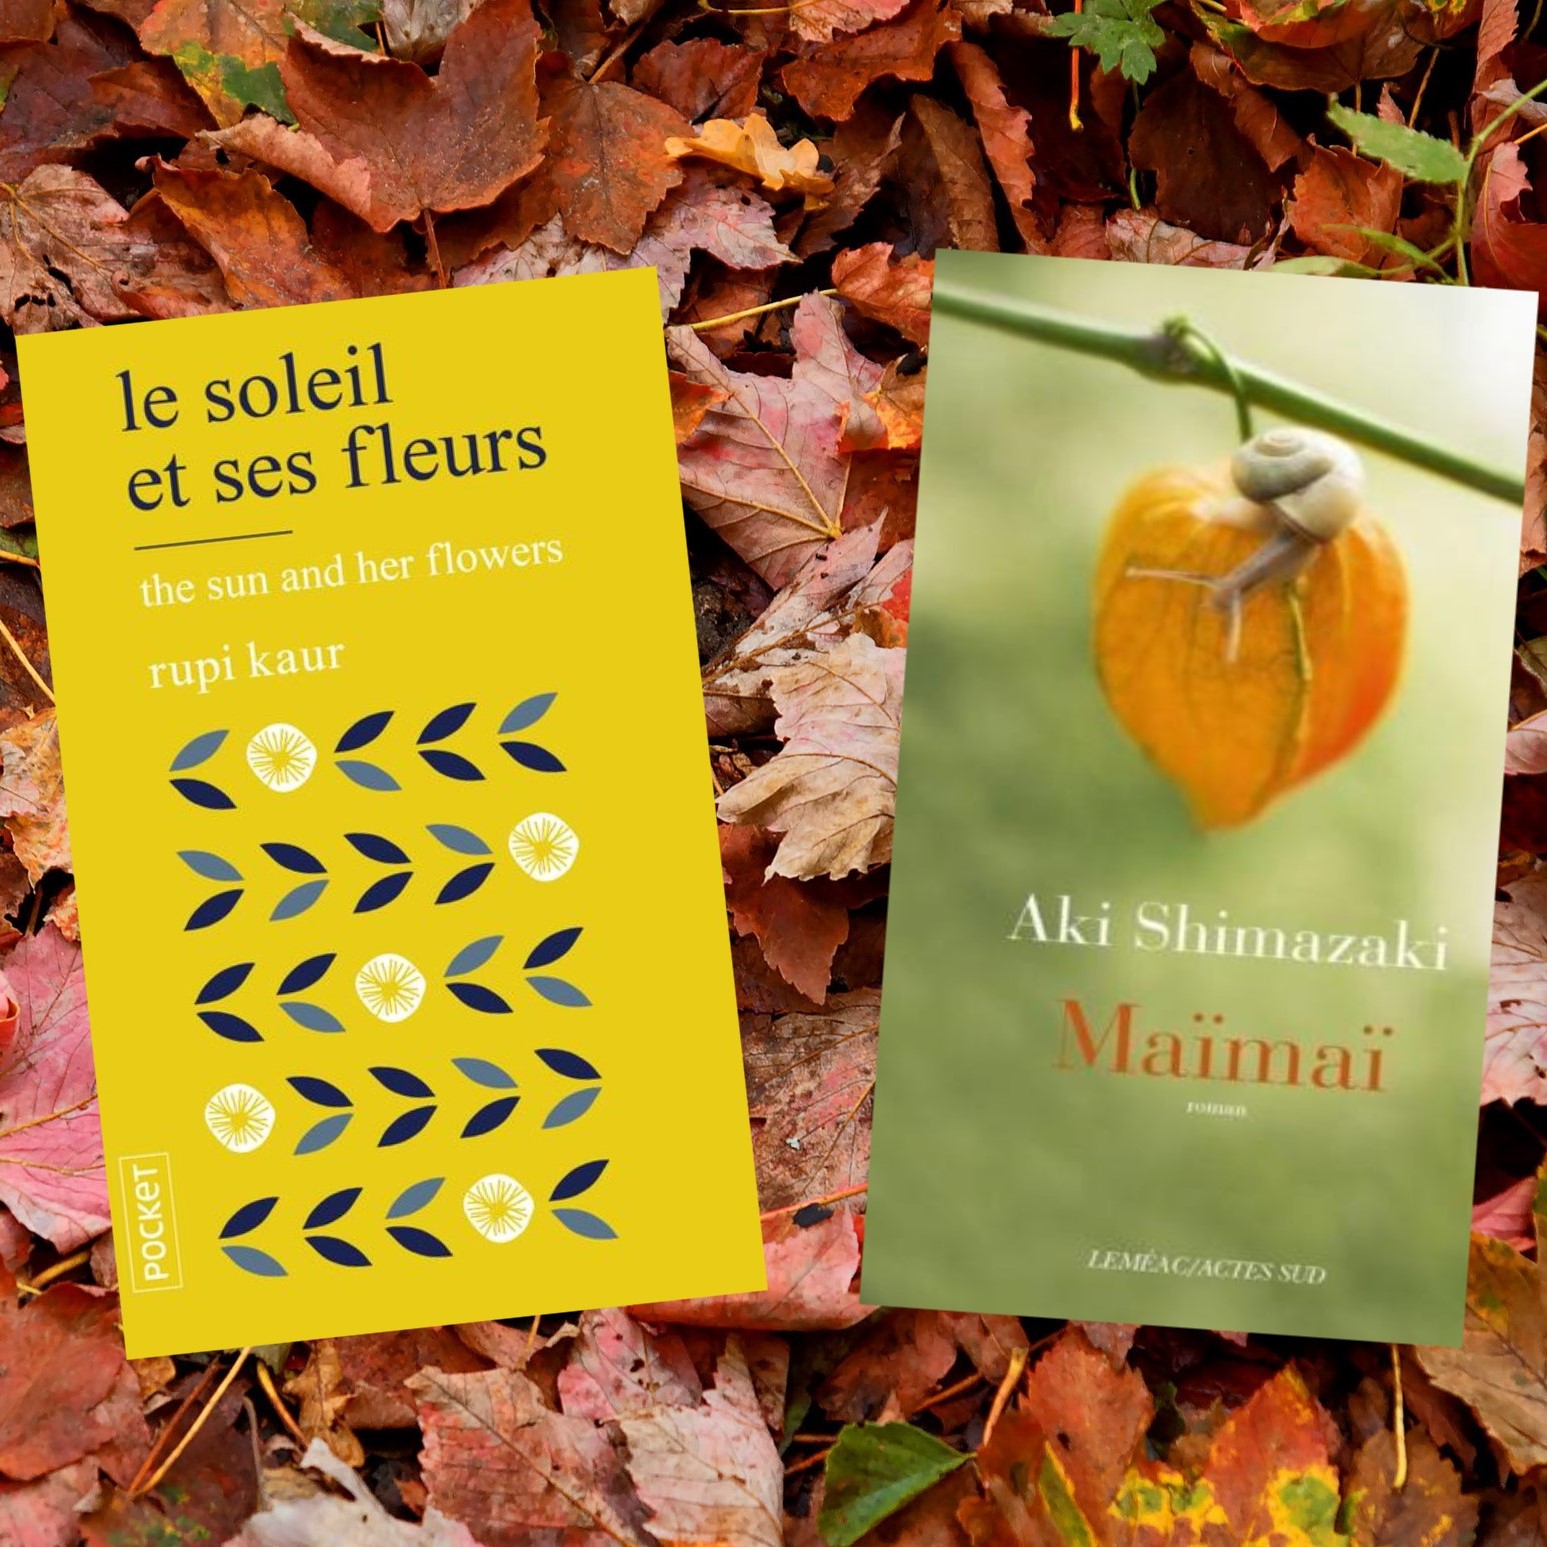 le soleil
et ses fleurs
the sun and her flowers
rupi kaur
POCKET
Aki Shimazaki
Maïmaï
roman
LEMÉAC/ACTES SUD